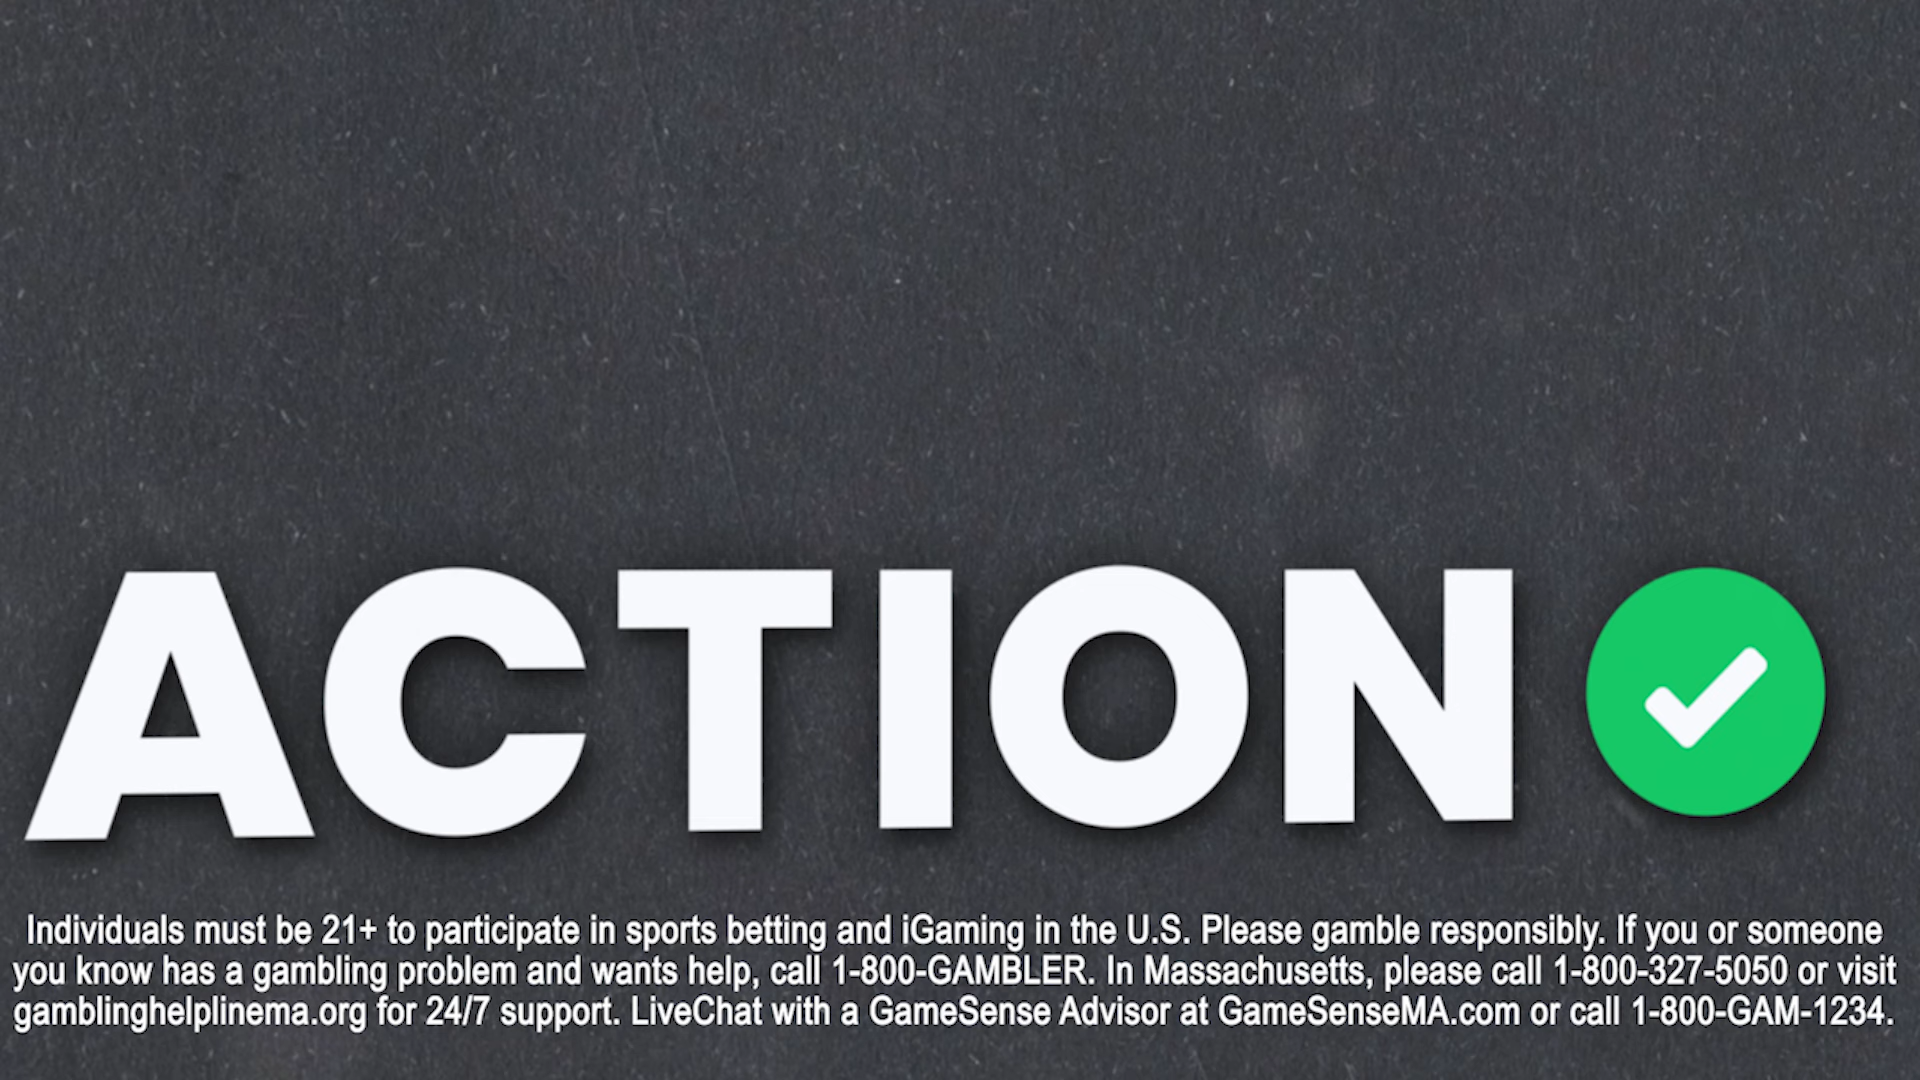 ACTION
Individuals must be 21+ to participate in sports betting and iGaming in the U.S. Please gamble responsibly. If you or someone
you know has a gambling problem and wants help, call 1-800-GAMBLER. In Massachusetts, please call 1-800-327-5050 or visit
gamblinghelplinema.org for 24/7 support. LiveChat with a GameSense Advisor at GameSenseMA.com or call 1-800-GAM-1234.